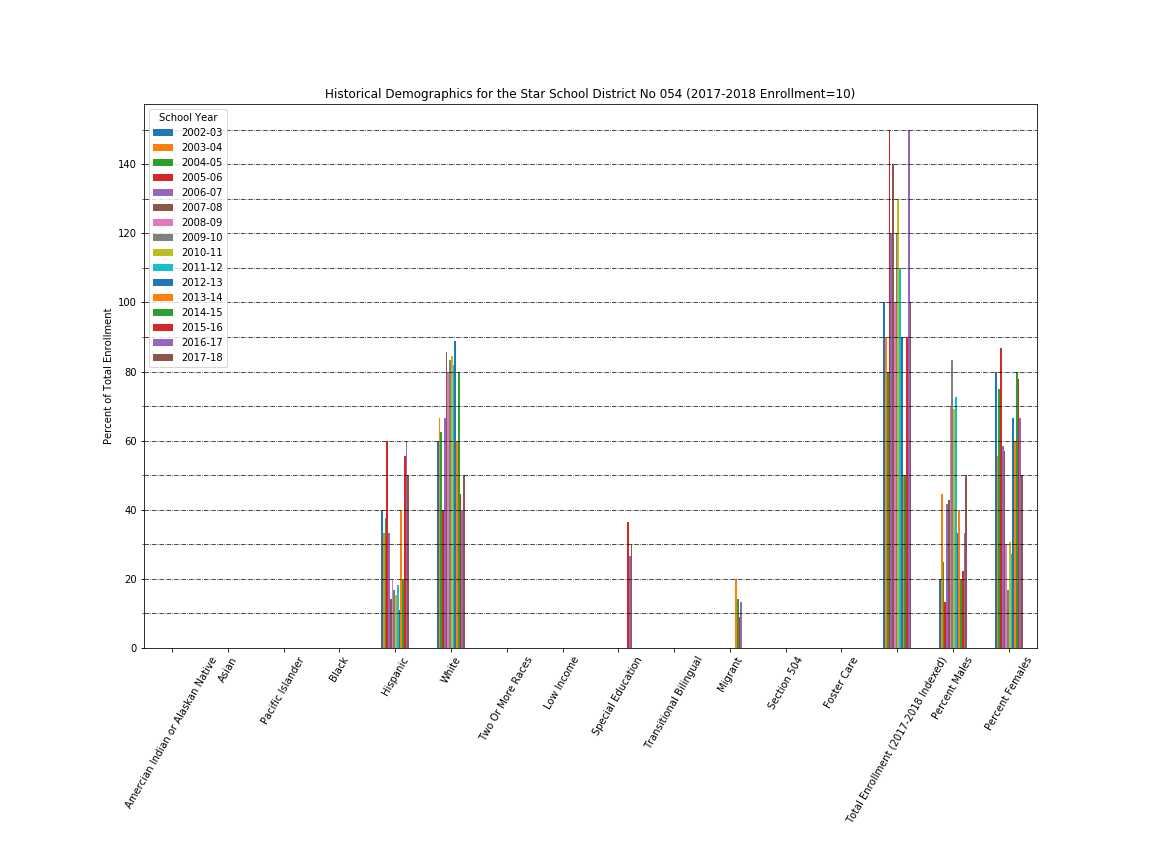 Historical Demographics for the Star School District No 054 (2017-2018 Enrollment=10)
School Year
2002-03
2003-04
2004-05
2005-06
2006-07
2007-08
2008-09
2009-10
2010-11
2011-12
2012-13
2013-14
2014-15
2015-16
2016-17
2017-18
Percent of Total Enrollment
140
120
100
80
60
40
20
0
Amercian Indian or Alaskan Native
Asian
Pacific Islander
Black
Hispanic
White
Two Or More Races
Low Income
Special Education
Transitional Bilingual
Migrant
Section 504
Foster Care
Total Enrollment (2017-2018 Indexed)
Percent Males
Percent Females